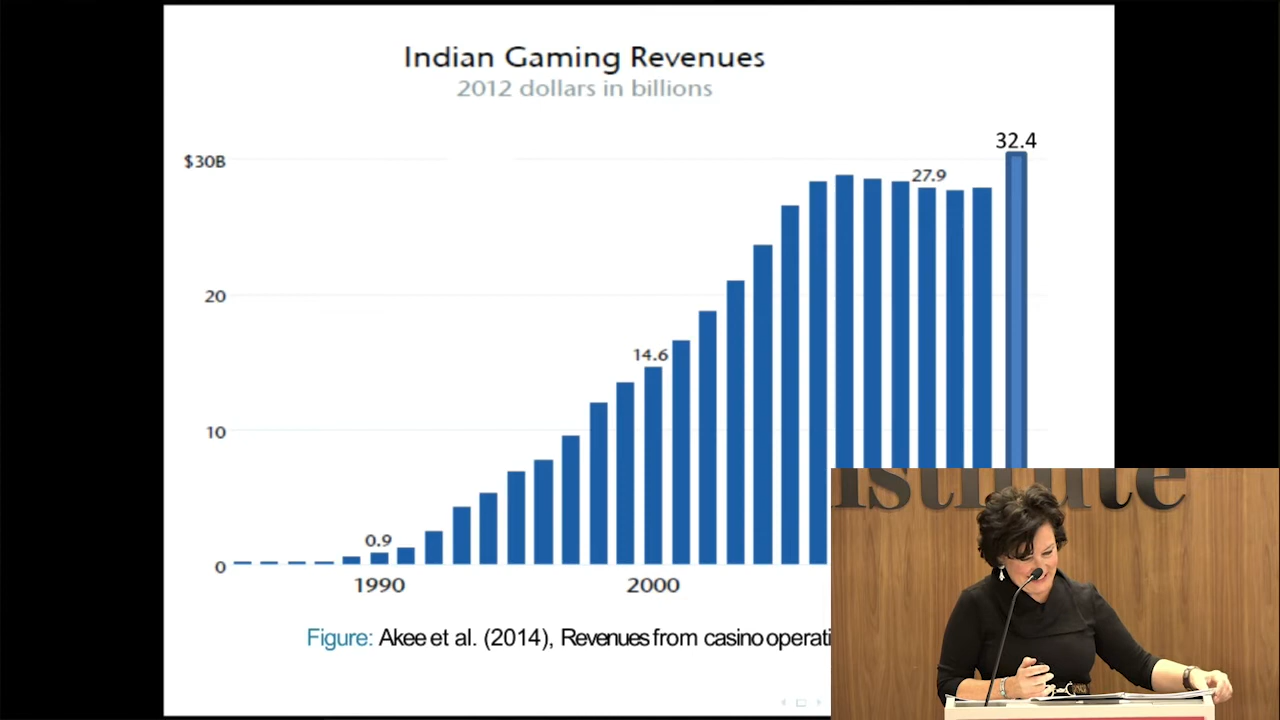 Indian Gaming Revenues
2012 dollars in billions
32.4
$30B
27.9
20
14.6
10
0.9
0
1990
2000
Figure: Akee et al. (2014), Revenues from casino operati
stitute